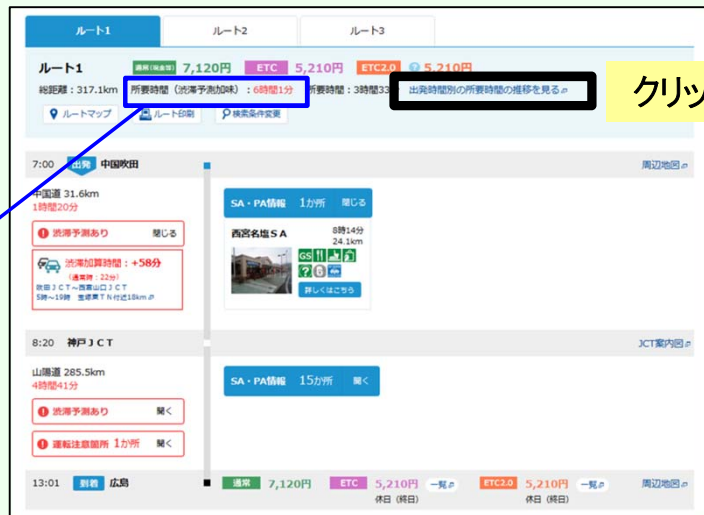 ルート1 ルート2 ルート3
ルート1 通常(現金等) 7,120円 ETC 5,210円 ETC2.0 5,210円
総距離：317.1km 所要時間（渋滞予測加味）：6時間1分 所要時間：3時間33 出発時間別の所要時間の推移を見る
クリッ
ルートマップ ルート印刷 検索条件変更
7:00 出発 中国吹田 周辺地図
中国道 31.6km
1時間20分
SA・PA情報 1か所 閉じる
渋滞予測あり 閉じる
西宮名塩ＳＡ 8時14分
24.1km
GS
詳しくはこちら
渋滞加算時間：+58分
（通常時：22分）
吹田ＪＣＴ～西宮山口ＪＣＴ
5時～19時 宝塚東ＴＮ付近18km
8:20 神戸ＪＣＴ JCT案内図
山陽道 285.5km
4時間41分
SA・PA情報 15か所 開く
渋滞予測あり 開く
運転注意箇所 1か所 開く
13:01 到着 広島 通常 7,120円 ETC 5,210円 一覧 ETC2.0 5,210円 一覧 周辺地図
休日（終日） 休日（終日）